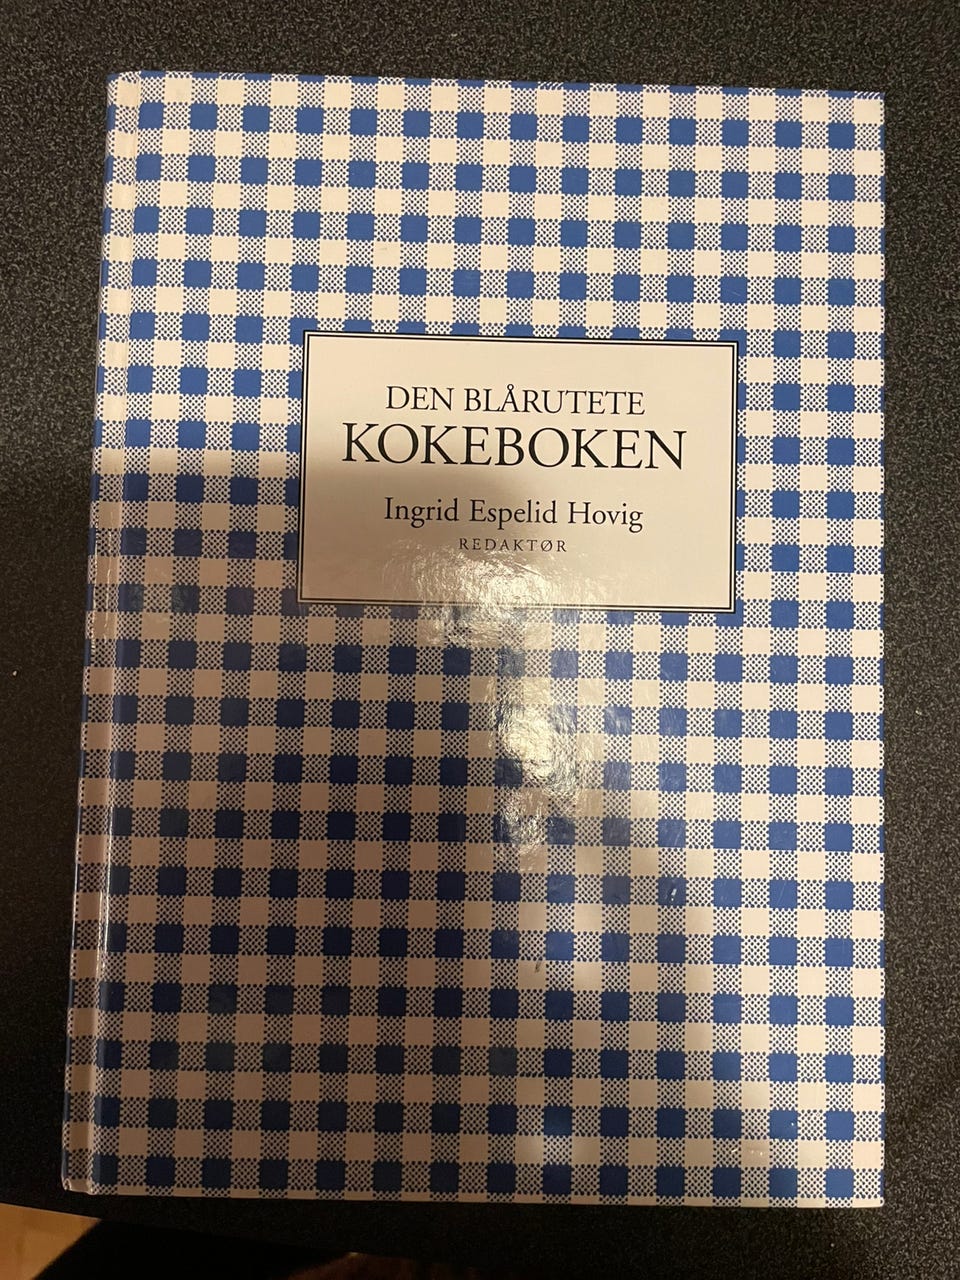 DEN BLÅRUTETE
KOKEBOKEN
Ingrid Espelid Hovig
REDAKTØR